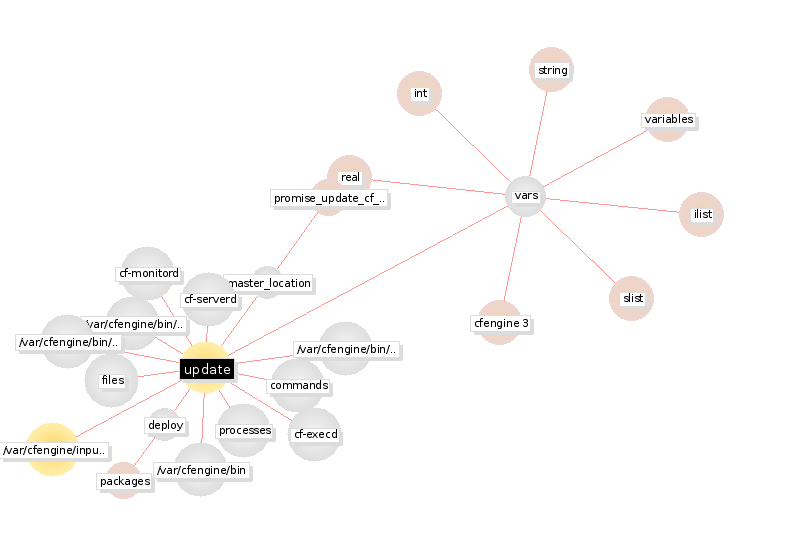 string
int
variables
real
vars
promise_update_cf_..
ilist
cf-monitord
master_location
cf-serverd
slist
/var/cfengine/bin/..
cfengine 3
/var/cfengine/bin/..
/var/cfengine/bin/..
update
files
commands
deploy
processes
cf-execd
/var/cfengine/inpu..
/var/cfengine/bin
packages